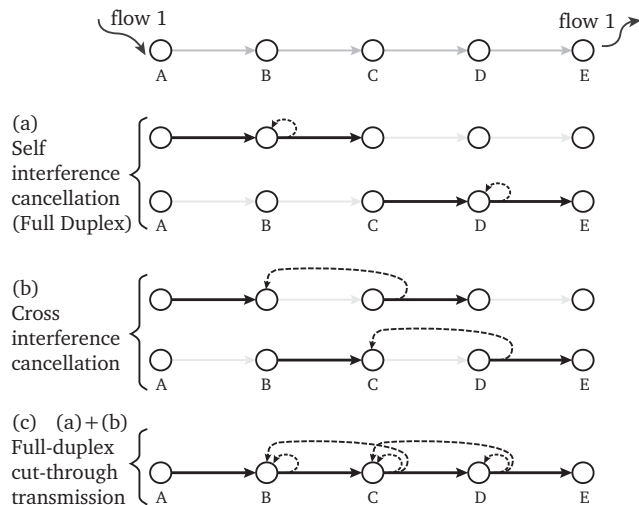 flow 1
flow 1
A B C D E
(a)
Self
interference
cancellation
(Full Duplex)
A B C D E
(b)
Cross
interference
cancellation
A B C D E
(c) (a)+(b)
Full-duplex
cut-through
transmission
A B C D E